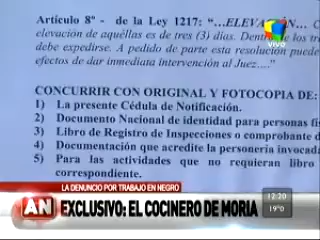 Artículo 8º - de la Ley 1217: "…ELEVACIÓN…
elevación de aquéllas es de tres (3) días. Dentro de los
debe expedirse. A pedido de parte esta resolución puede
efectos de dar inmediata intervención al Juez…."
vivo
CONCURRIR CON ORIGINAL Y FOTOCOPIA DE:
1) La presente Cédula de Notificación.
2) Documento Nacional de identidad para personas
3) Libro de Registro de Inspecciones o comprobante
4) Documentación que acredite la personería
5) Para las actividades que no requieran libro
correspondiente.
LA DENUNCIO POR TRABAJO EN NEGRO
AN EXCLUSIVO: EL COCINERO DE MORIA
12:20
19º